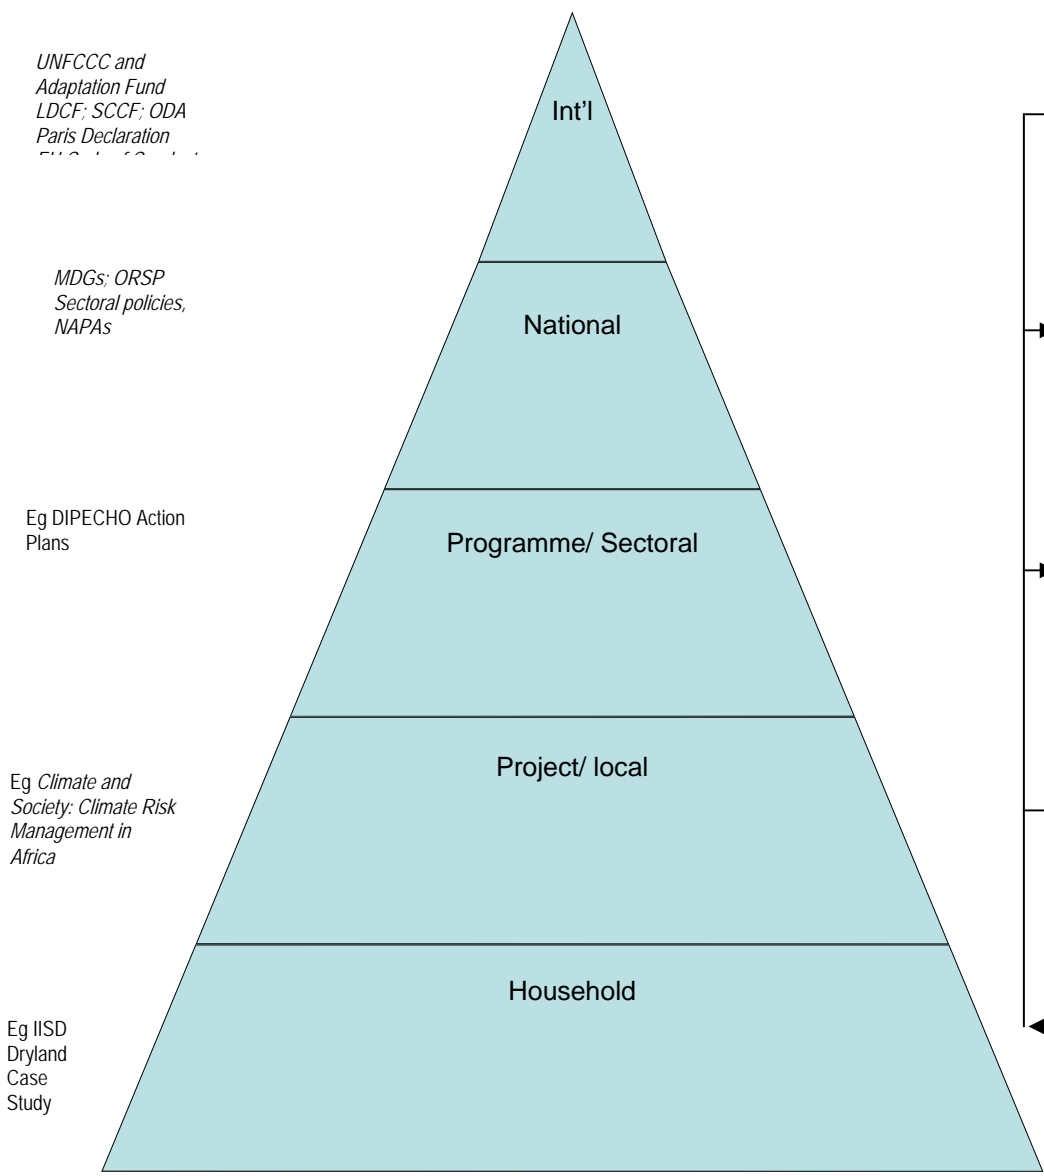 UNFCCC and
Adaptation Fund
LDCF; SCCF; ODA
Paris Declaration
Int'l
MDGs; ORSP
Sectoral policies,
NAPAs
National
Eg DIPECHO Action
Plans
Programme/ Sectoral
Project/ local
Eg Climate and
Society: Climate Risk
Management in
Africa
Household
Eg IISD
Dryland
Case
Study